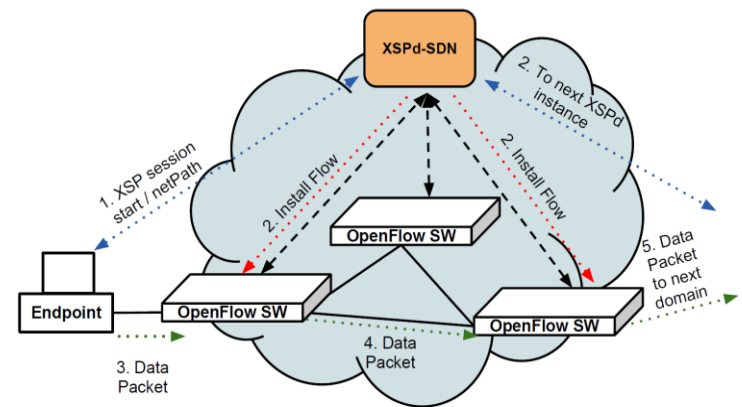 XSPd-SDN
2. To next XSPd
instance
1. XSP session
start / netPath
2. Install Flow
2. Install Flow
OpenFlow SW
5. Data
Packet
to next
domain
Endpoint
OpenFlow SW
OpenFlow SW
3. Data
Packet
4. Data
Packet